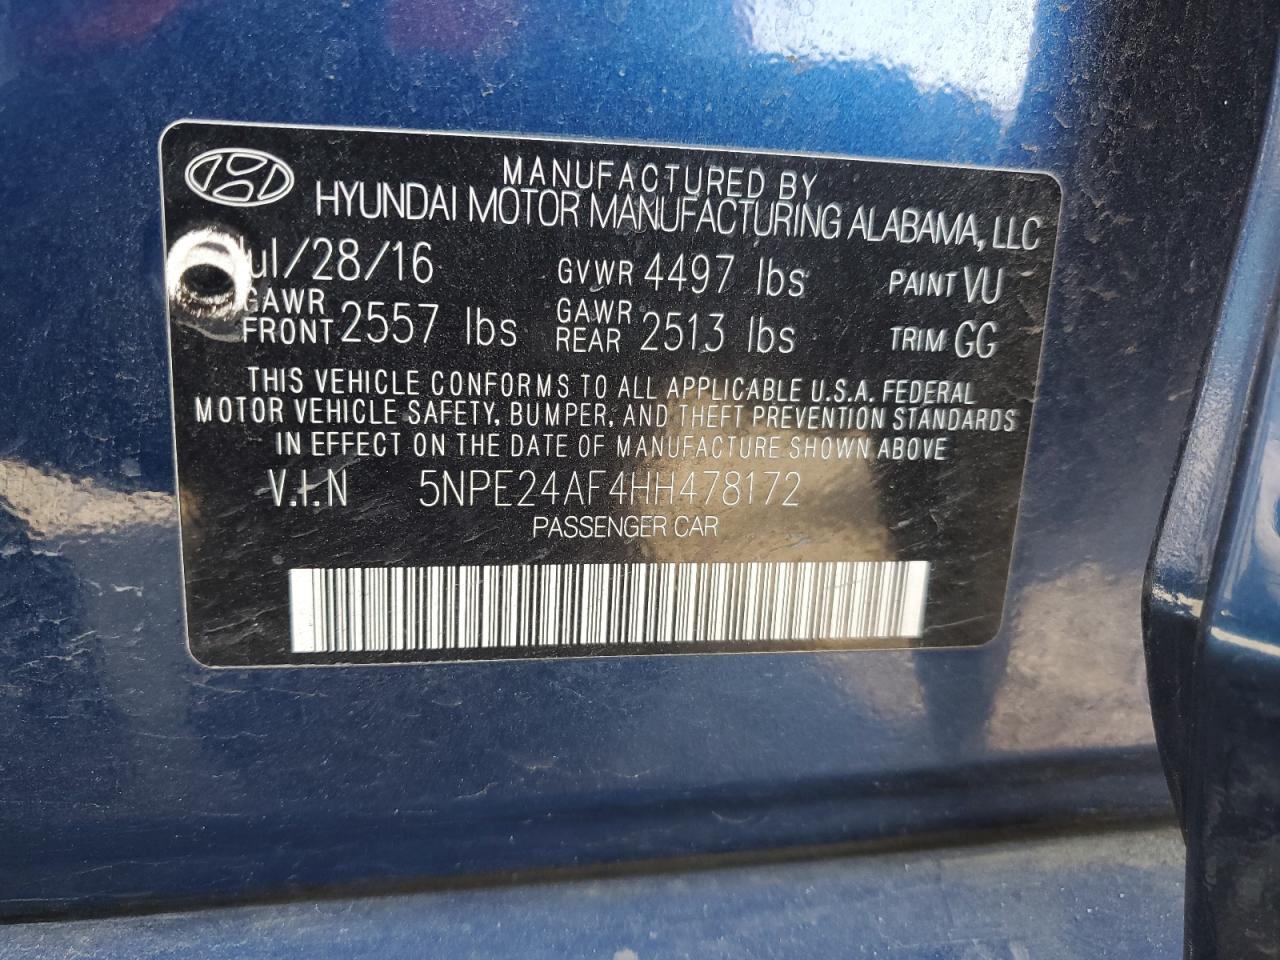 MANUFACTURED BY
HYUNDAI MOTOR MANUFACTURING ALABAMA, LLC
Jul/28/16 GVWR 4497 lbs PAINT VU
GAWR FRONT 2557 lbs GAWR REAR 2513 lbs TRIM GG
THIS VEHICLE CONFORMS TO ALL APPLICABLE U.S.A. FEDERAL
MOTOR VEHICLE SAFETY, BUMPER, AND THEFT PREVENTION STANDARDS
IN EFFECT ON THE DATE OF MANUFACTURE SHOWN ABOVE
V.I.N 5NPE24AF4HH478172
PASSENGER CAR